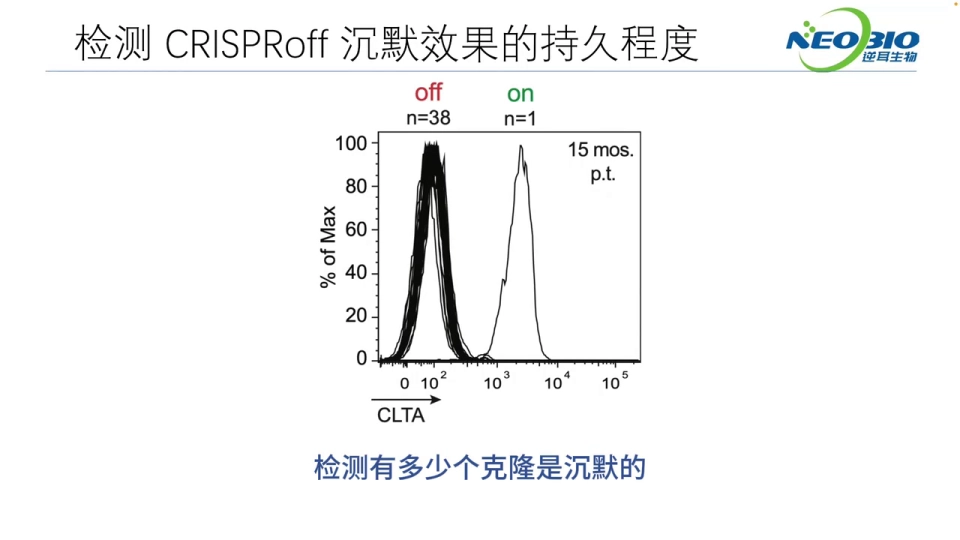 检测 CRISPRoff 沉默效果的持久程度
NEOBIO
逆耳生物
off on
n=38 n=1
15 mos.
p.t.
% of Max
100
80
60
40
20
0
0 10² 10³ 10⁴ 10⁵
CLTA
检测有多少个克隆是沉默的